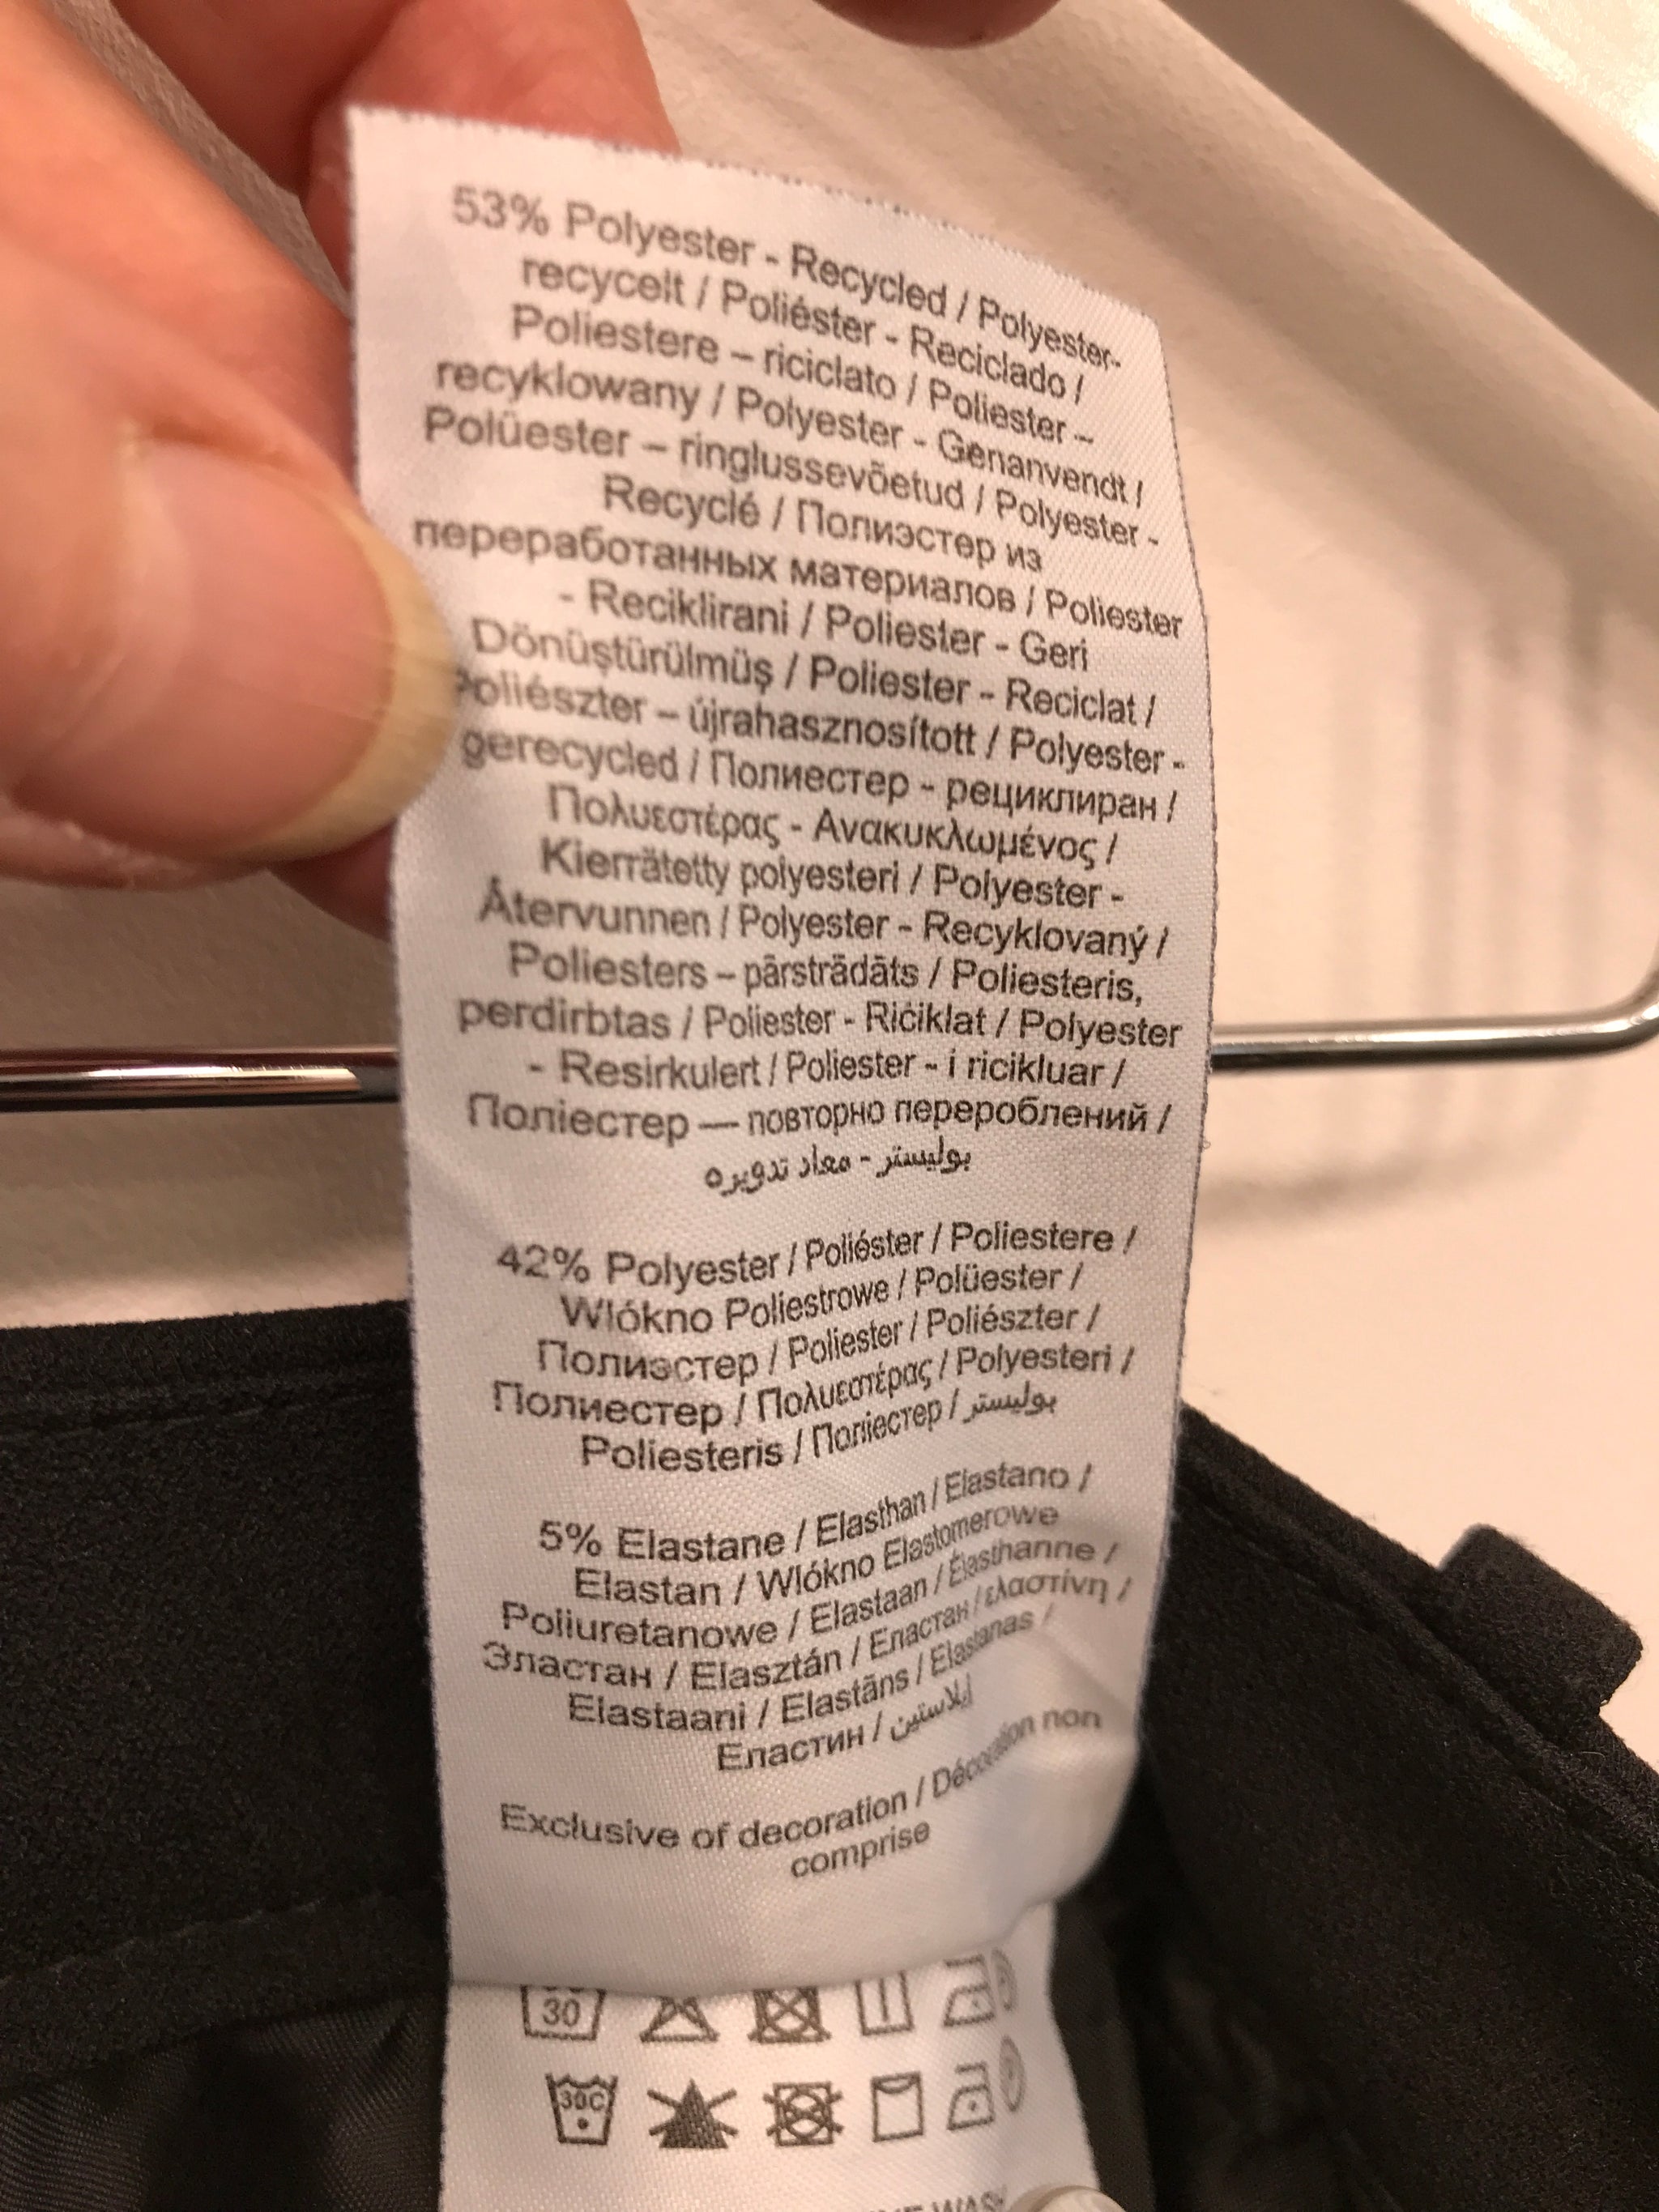 53% Polyester - Recycled / Polyester-
recycelt / Poliéster - Reciclado /
Poliestere – riciclato / Poliester –
recyklowany / Polyester - Genanvendt /
Polüester – ringlussevõetud / Polyester -
Recyclé / Полиэстер из
переработанных материалов / Poliester
- Reciklirani / Poliester - Geri
Dönüştürülmüş / Poliester - Reciclat /
Poliészter – újrahasznosított / Polyester -
gerecycled / Полиестер - рециклиран /
Πολυεστέρας - Ανακυκλωμένος /
Kierrätetty polyesteri / Polyester -
Återvunnen / Polyester - Recyklovaný /
Poliesters – pārstrādāts / Poliesteris,
perdirbtas / Poliester - Riċiklat / Polyester
- Resirkulert / Poliester - i ricikluar /
Поліестер — повторно перероблений /
بوليستر - معاد تدويره
42% Polyester / Poliéster / Poliestere /
Wlókno Poliestrowe / Polüester /
Полиэстер / Poliester / Poliészter /
Полиестер / Πολυεστέρας / Polyesteri /
Poliesteris / Поліестер / بوليستر
5% Elastane / Elasthan / Elastano /
Elastan / Wlókno Elastomerowe
Poliuretanowe / Elastaan / Élasthanne /
Эластан / Elasztán / Еластан / ελαστίνη /
Elastaani / Elastāns / Elastanas /
Еластин / إيلاستين
Exclusive of decoration / Décoration non
comprise
30
30C
WASH